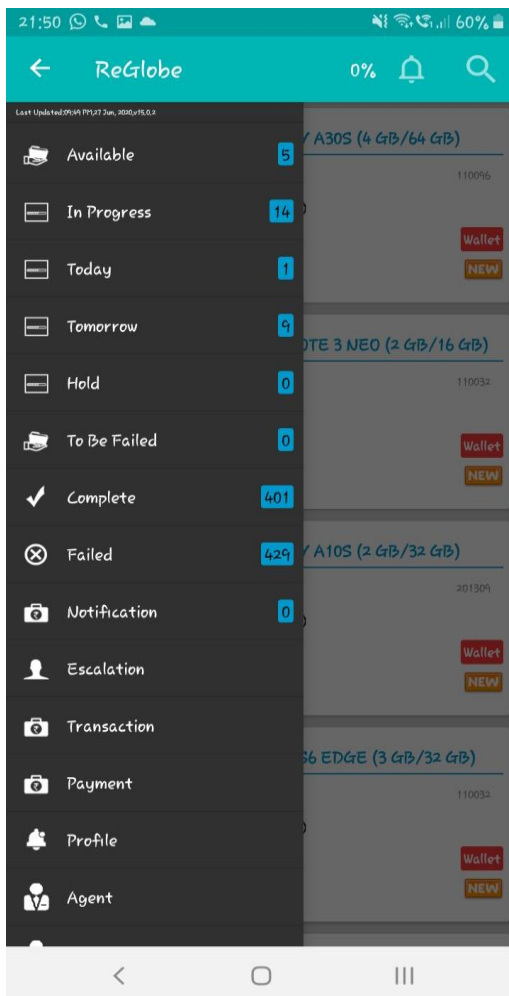 21:50 60%
ReGlobe 0%
Last Updated:09:49 PM,27 Jun, 2020,v15.0.2
Available 5
/ A30S (4 GB/64 GB)
110096
In Progress 14
Wallet
NEW
Today 1
Tomorrow 9
OTE 3 NEO (2 GB/16 GB)
Hold 0
110032
To Be Failed 0
Wallet
NEW
Complete 401
Failed 429
/ A10S (2 GB/32 GB)
201309
Notification 0
Escalation
Wallet
NEW
Transaction
S6 EDGE (3 GB/32 GB)
Payment
110032
Profile
Wallet
NEW
Agent